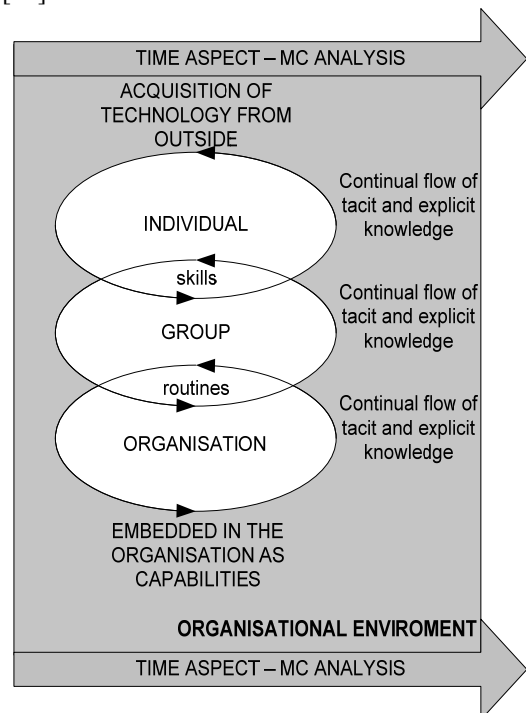 TIME ASPECT – MC ANALYSIS
ACQUISITION OF
TECHNOLOGY FROM
OUTSIDE
Continual flow of
tacit and explicit
knowledge
INDIVIDUAL
skills
Continual flow of
tacit and explicit
knowledge
GROUP
routines
Continual flow of
tacit and explicit
knowledge
ORGANISATION
EMBEDDED IN THE
ORGANISATION AS
CAPABILITIES
ORGANISATIONAL ENVIROMENT
TIME ASPECT – MC ANALYSIS